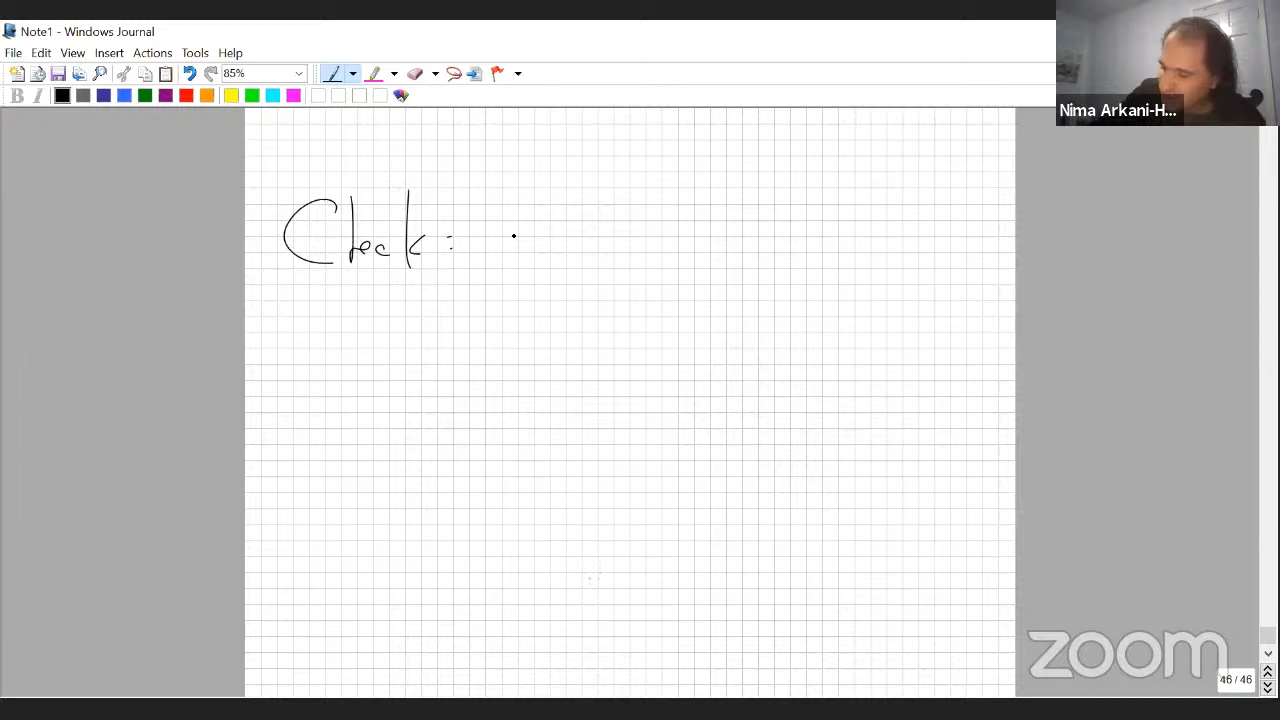 Note1 - Windows Journal
File Edit View Insert Actions Tools Help
85%
B I
Nima Arkani-H...
Check:
zoom
46 / 46